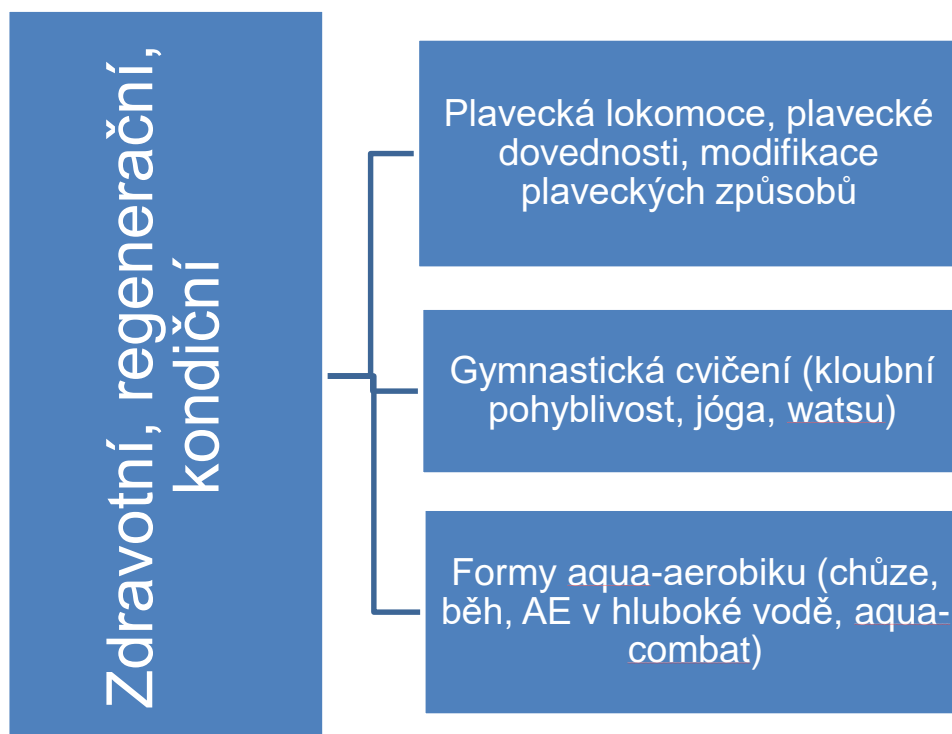 Zdravotní, regenerační,
kondiční
Plavecká lokomoce, plavecké
dovednosti, modifikace
plaveckých způsobů
Gymnastická cvičení (kloubní
pohyblivost, jóga, watsu)
Formy aqua-aerobiku (chůze,
běh, AE v hluboké vodě, aqua-
combat)